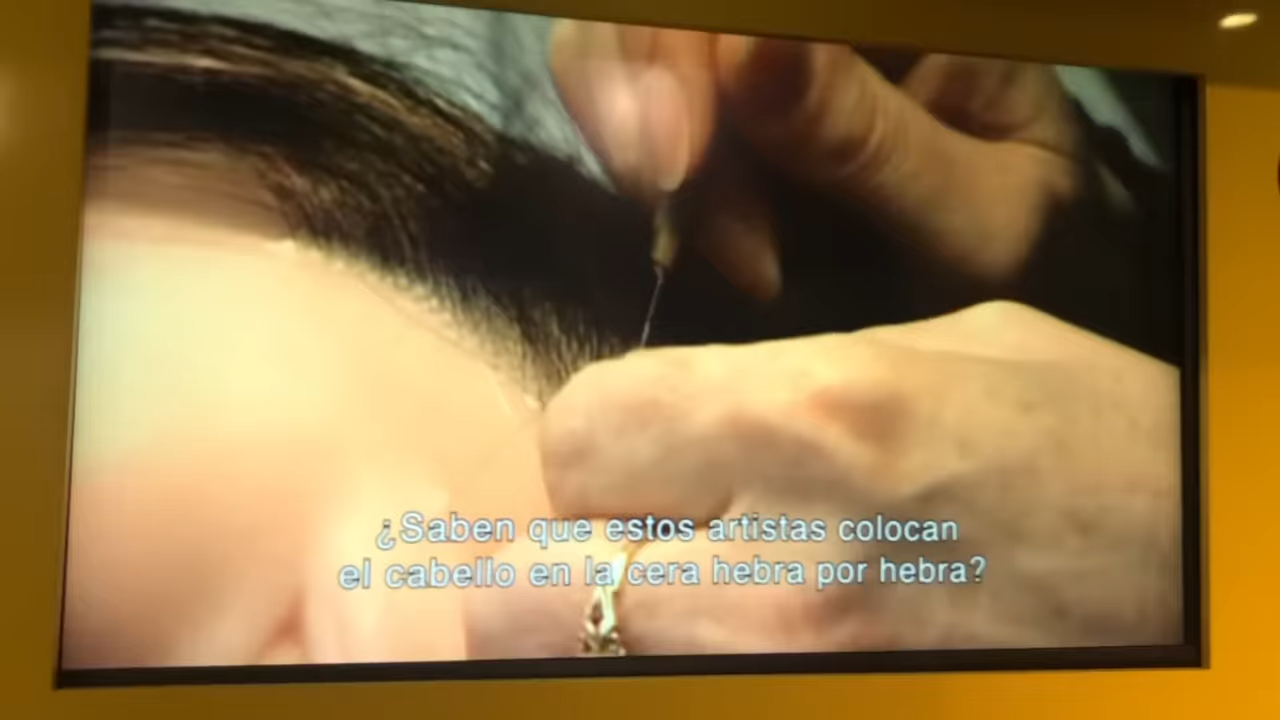 ¿Saben que estos artistas colocan
el cabello en la cera hebra por hebra?